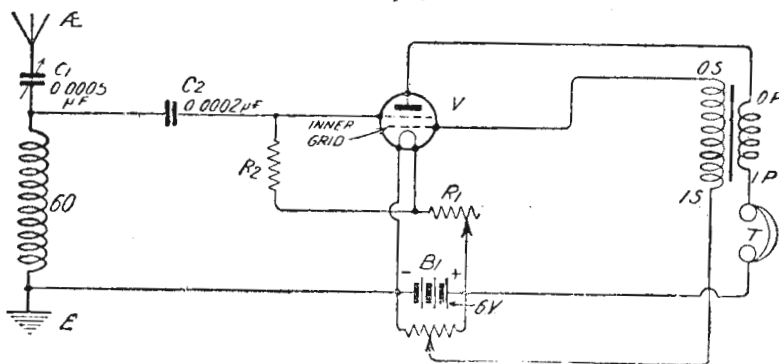 Æ
C1
0.0005
μF
C2
0.0002μF
INNER
GRID
V
OS
OP
IS
IP
R2
R1
60
T
- B1 +
6V
E